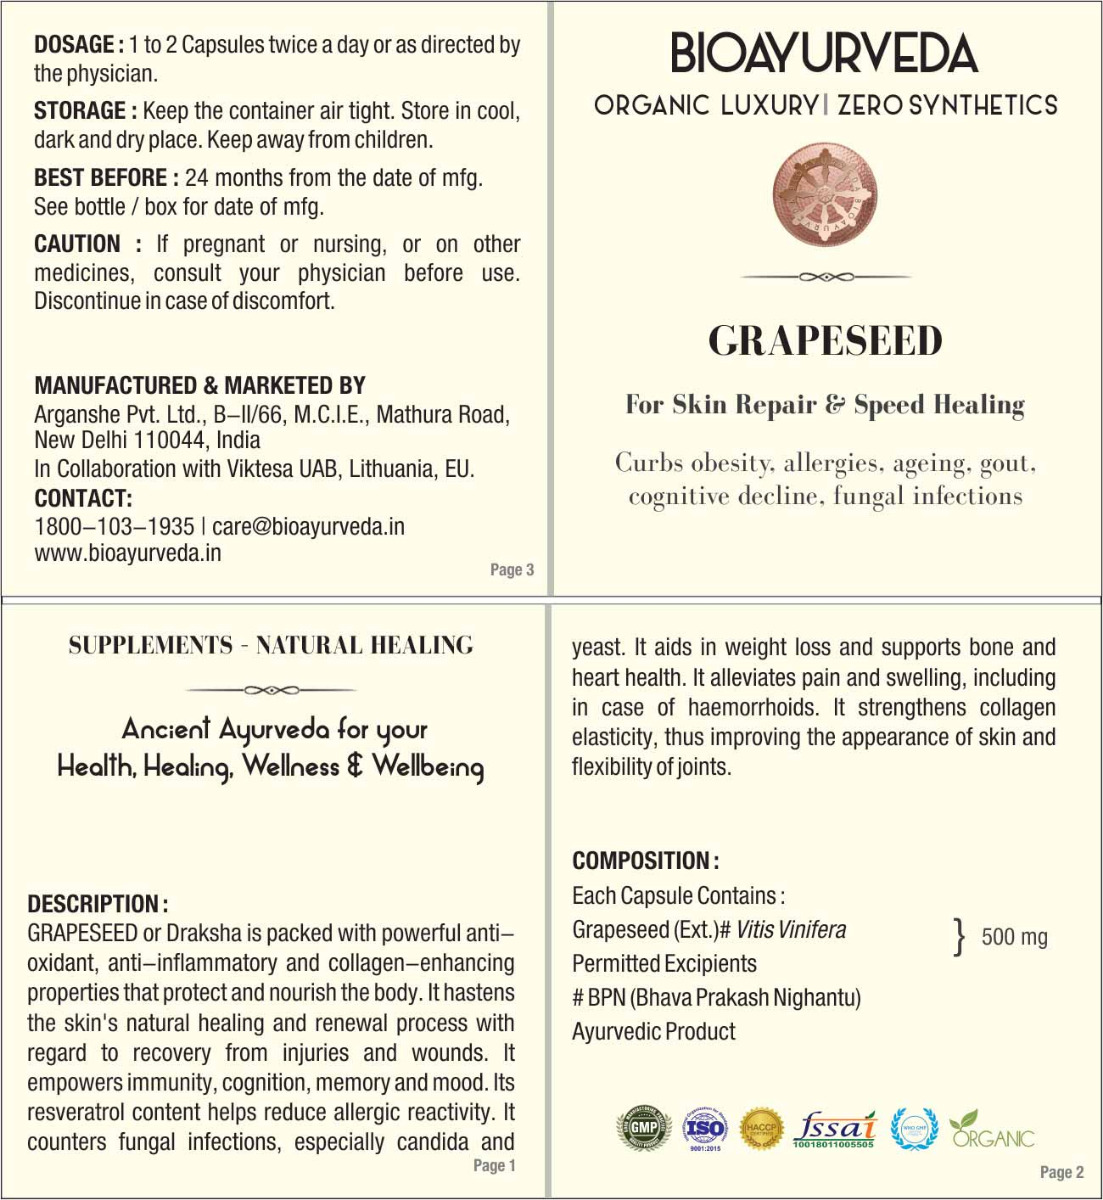 DOSAGE : 1 to 2 Capsules twice a day or as directed by
the physician.
STORAGE : Keep the container air tight. Store in cool,
dark and dry place. Keep away from children.
BEST BEFORE : 24 months from the date of mfg.
See bottle / box for date of mfg.
CAUTION : If pregnant or nursing, or on other
medicines, consult your physician before use.
Discontinue in case of discomfort.
MANUFACTURED & MARKETED BY
Arganshe Pvt. Ltd., B–II/66, M.C.I.E., Mathura Road,
New Delhi 110044, India
In Collaboration with Viktesa UAB, Lithuania, EU.
CONTACT:
1800–103–1935 | care@bioayurveda.in
www.bioayurveda.in
Page 3
BIOAYURVEDA
ORGANIC LUXURY| ZERO SYNTHETICS
GRAPESEED
For Skin Repair & Speed Healing
Curbs obesity, allergies, ageing, gout,
cognitive decline, fungal infections
SUPPLEMENTS - NATURAL HEALING
Ancient Ayurveda for your
Health, Healing, Wellness & Wellbeing
DESCRIPTION :
GRAPESEED or Draksha is packed with powerful anti–
oxidant, anti–inflammatory and collagen–enhancing
properties that protect and nourish the body. It hastens
the skin's natural healing and renewal process with
regard to recovery from injuries and wounds. It
empowers immunity, cognition, memory and mood. Its
resveratrol content helps reduce allergic reactivity. It
counters fungal infections, especially candida and
Page 1
yeast. It aids in weight loss and supports bone and
heart health. It alleviates pain and swelling, including
in case of haemorrhoids. It strengthens collagen
elasticity, thus improving the appearance of skin and
flexibility of joints.
COMPOSITION :
Each Capsule Contains :
Grapeseed (Ext.)# Vitis Vinifera } 500 mg
Permitted Excipients
# BPN (Bhava Prakash Nighantu)
Ayurvedic Product
GMP
ISO
9001:2015
HACCP
fssai
10018011005505
WHO GMP
ORGANIC
Page 2